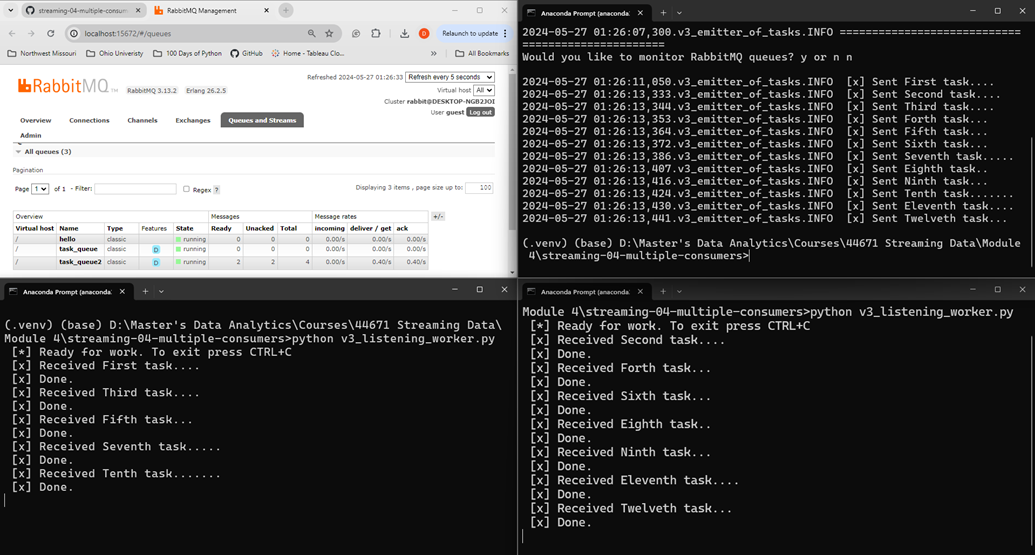 streaming-04-multiple-consum
RabbitMQ Management
localhost:15672/#/queues
Relaunch to update
Northwest Missouri
Ohio Univeristy
100 Days of Python
GitHub
Home - Tableau Clo...
All Bookmarks
RabbitMQ TM
RabbitMQ 3.13.2
Erlang 26.2.5
Refreshed 2024-05-27 01:26:33
Refresh every 5 seconds
Virtual host All
Cluster rabbit@DESKTOP-NGB2JOI
User guest Log out
Overview Connections Channels Exchanges Queues and Streams
Admin
All queues (3)
Pagination
Page 1 of 1 - Filter: Regex ?
Displaying 3 items , page size up to: 100
Overview Messages Message rates +/-
Virtual host Name Type Features State Ready Unacked Total incoming deliver / get ack
/ hello classic running 0 0 0 0.00/s 0.00/s 0.00/s
/ task_queue classic D running 0 0 0 0.00/s 0.00/s 0.00/s
/ task_queue2 classic D running 2 2 4 0.00/s 0.40/s 0.40/s
Anaconda Prompt (anaconda:
2024-05-27 01:26:07,300.v3_emitter_of_tasks.INFO ============================
======================
Would you like to monitor RabbitMQ queues? y or n n
2024-05-27 01:26:11,050.v3_emitter_of_tasks.INFO  [x] Sent First task....
2024-05-27 01:26:13,333.v3_emitter_of_tasks.INFO  [x] Sent Second task....
2024-05-27 01:26:13,344.v3_emitter_of_tasks.INFO  [x] Sent Third task....
2024-05-27 01:26:13,353.v3_emitter_of_tasks.INFO  [x] Sent Forth task...
2024-05-27 01:26:13,364.v3_emitter_of_tasks.INFO  [x] Sent Fifth task...
2024-05-27 01:26:13,372.v3_emitter_of_tasks.INFO  [x] Sent Sixth task...
2024-05-27 01:26:13,386.v3_emitter_of_tasks.INFO  [x] Sent Seventh task.....
2024-05-27 01:26:13,407.v3_emitter_of_tasks.INFO  [x] Sent Eighth task..
2024-05-27 01:26:13,416.v3_emitter_of_tasks.INFO  [x] Sent Ninth task...
2024-05-27 01:26:13,424.v3_emitter_of_tasks.INFO  [x] Sent Tenth task.......
2024-05-27 01:26:13,430.v3_emitter_of_tasks.INFO  [x] Sent Eleventh task....
2024-05-27 01:26:13,441.v3_emitter_of_tasks.INFO  [x] Sent Twelveth task...
(.venv) (base) D:\Master's Data Analytics\Courses\44671 Streaming Data\Module
4\streaming-04-multiple-consumers>
Anaconda Prompt (anaconda:
(.venv) (base) D:\Master's Data Analytics\Courses\44671 Streaming Data\
Module 4\streaming-04-multiple-consumers>python v3_listening_worker.py
[*] Ready for work. To exit press CTRL+C
[x] Received First task....
[x] Done.
[x] Received Third task....
[x] Done.
[x] Received Fifth task...
[x] Done.
[x] Received Seventh task.....
[x] Done.
[x] Received Tenth task.......
[x] Done.
Anaconda Prompt (anaconda:
Module 4\streaming-04-multiple-consumers>python v3_listening_worker.py
[*] Ready for work. To exit press CTRL+C
[x] Received Second task....
[x] Done.
[x] Received Forth task...
[x] Done.
[x] Received Sixth task...
[x] Done.
[x] Received Eighth task..
[x] Done.
[x] Received Ninth task...
[x] Done.
[x] Received Eleventh task....
[x] Done.
[x] Received Twelveth task...
[x] Done.